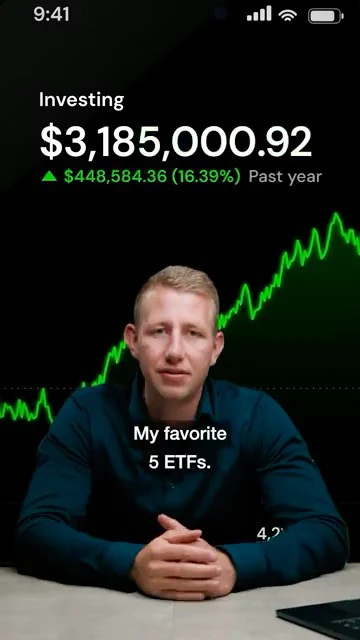 9:41
Investing
$3,185,000.92
▲ $448,584.36 (16.39%) Past year
My favorite
5 ETFs.